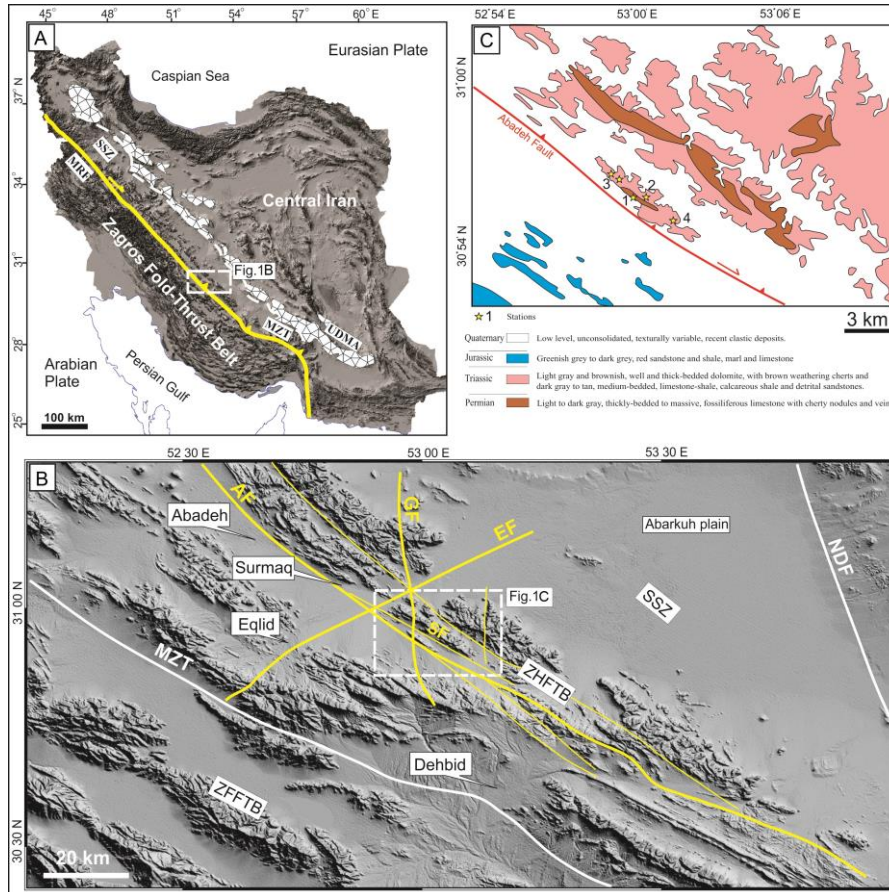 A
45° 48° 51° 54° 57° 60° E
37°N
34°
31°
28°
25°
Caspian Sea
Eurasian Plate
SSZ
MRF
Central Iran
Zagros Fold-Thrust Belt
Fig.1B
MZT
UDMA
Arabian Plate
Persian Gulf
100 km
C
52°54' E 53°00' 53°06'
31°00'
30°54'
Abadeh Fault
3
2
1
4
1 Stations
3 km
Quaternary Low level, unconsolidated, texturally variable, recent clastic deposits.
Jurassic Greenish grey to dark grey, red sandstone and shale, marl and limestone
Triassic Light gray and brownish, well and thick-bedded dolomite, with brown weathering cherts and
dark gray to tan, medium-bedded, limestone-shale, calcareous shale and detrital sandstones.
Permian Light to dark gray, thickly-bedded to massive, fossiliferous limestone with cherty nodules and vein
B
52 30 E 53 00 E 53 30 E
31 00 N
30 30 N
AF
GF
EF
Abadeh
Abarkuh plain
NDF
Surmaq
SSZ
Fig.1C
Eqlid
SF
MZT
ZHFTB
Dehbid
ZFFTB
20 km